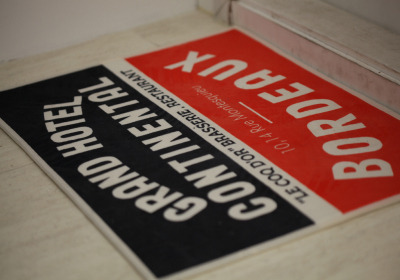 GRAND HOTEL
CONTINENTAL
"LE COQ D'OR" BRASSERIE. RESTAURANT
BORDEAUX
10.14 Rue Montesquieu